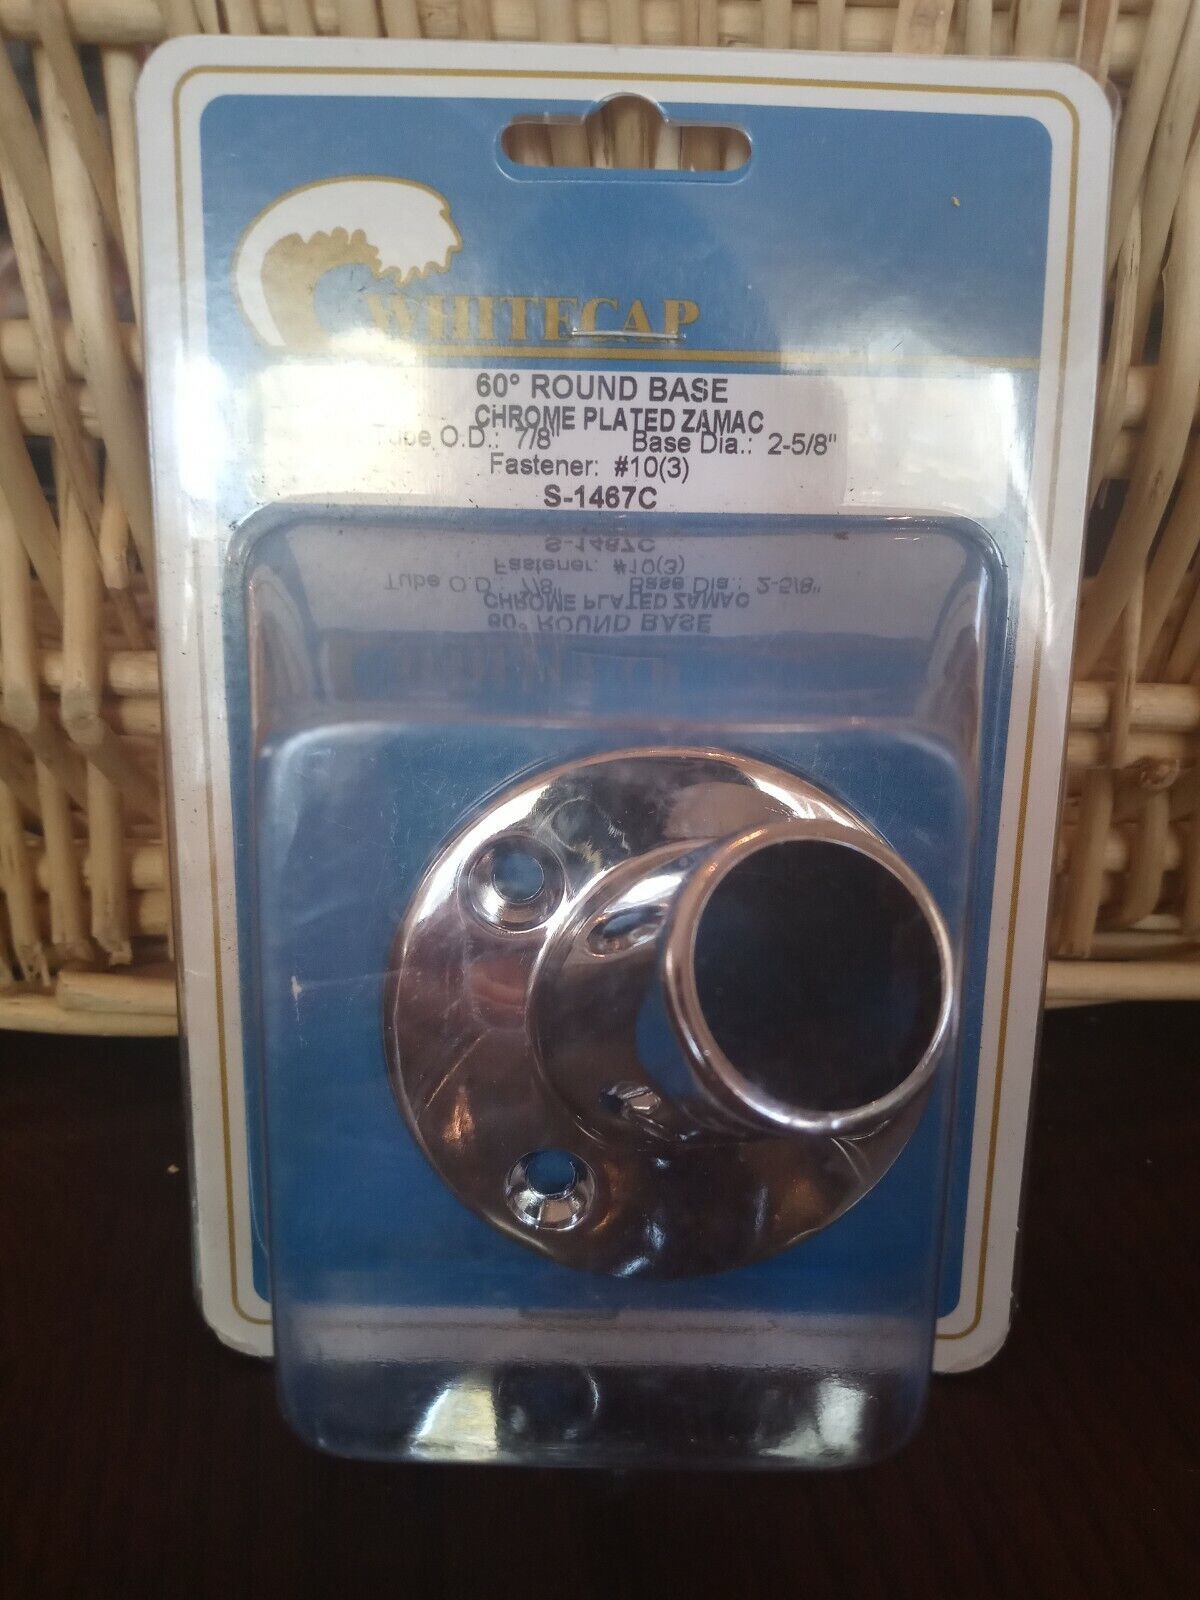 WHITECAP
60° ROUND BASE
CHROME PLATED ZAMAC
Tube O.D.: 7/8" Base Dia.: 2-5/8"
Fastener: #10(3)
S-1467C